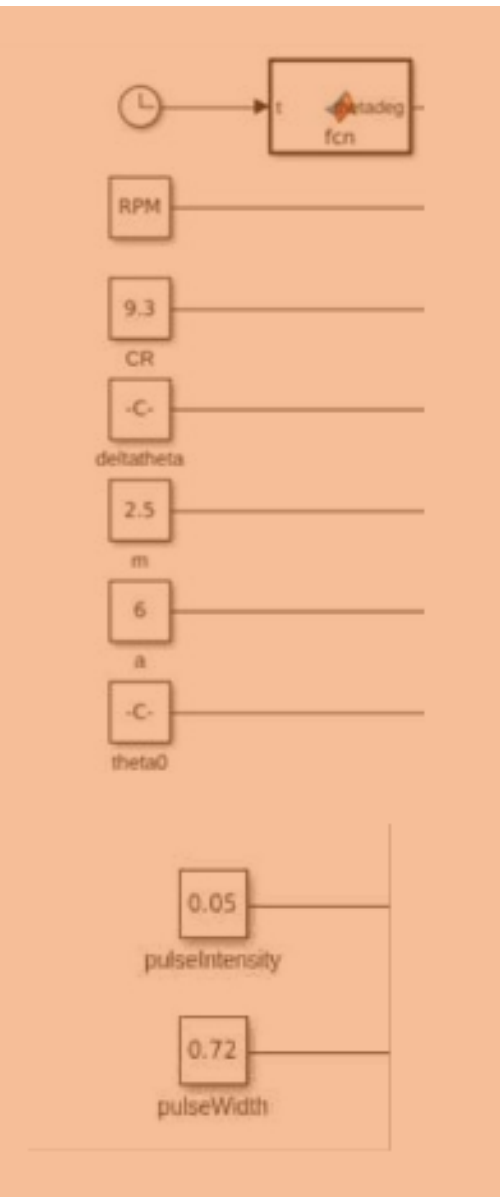 t
fcn
RPM
9.3
CR
-C-
deltatheta
2.5
m
6
a
-C-
theta0
0.05
pulseIntensity
0.72
pulseWidth